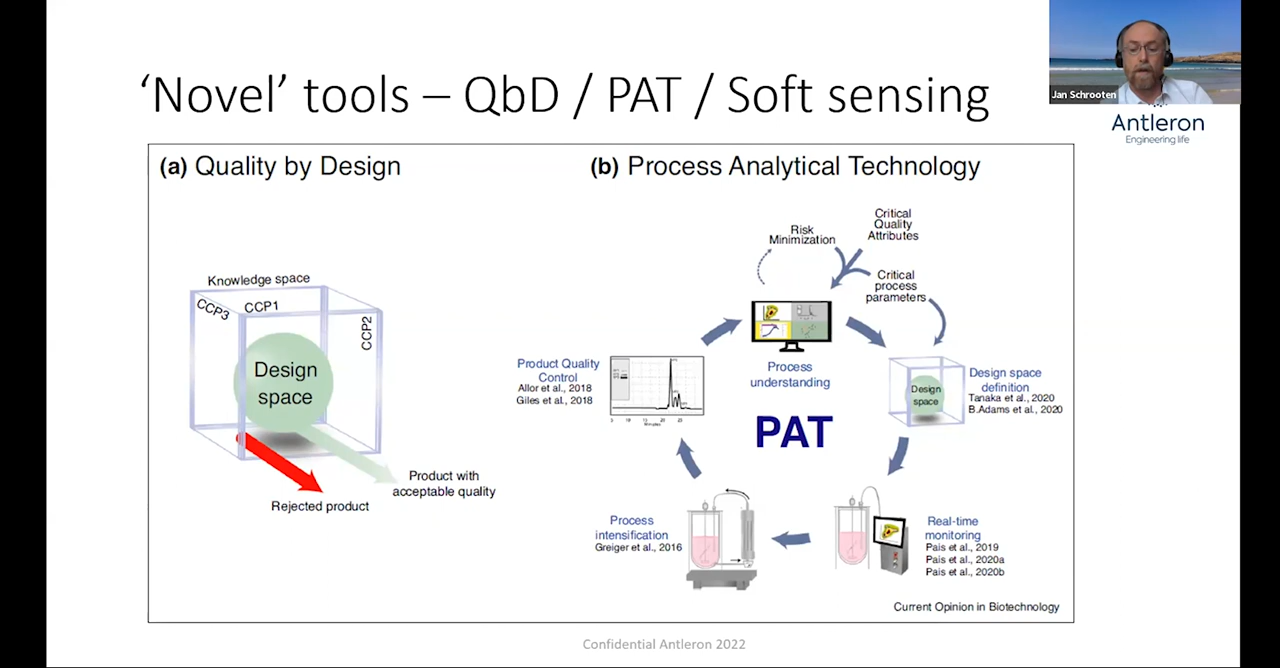 'Novel' tools – QbD / PAT / Soft sensing
Jan Schrooten
Antleron
Engineering life
(a) Quality by Design
Knowledge space
CCP3
CCP1
CCP2
Design
space
Product with
acceptable quality
Rejected product
(b) Process Analytical Technology
Risk
Minimization
Critical
Quality
Attributes
Critical
process
parameters
Process
understanding
Product Quality
Control
Allor et al., 2018
Giles et al., 2018
Minutes
PAT
Design
space
Design space
definition
Tanaka et al., 2020
B.Adams et al., 2020
Process
intensification
Greiger et al., 2016
Real-time
monitoring
Pais et al., 2019
Pais et al., 2020a
Pais et al., 2020b
Current Opinion in Biotechnology
Confidential Antleron 2022